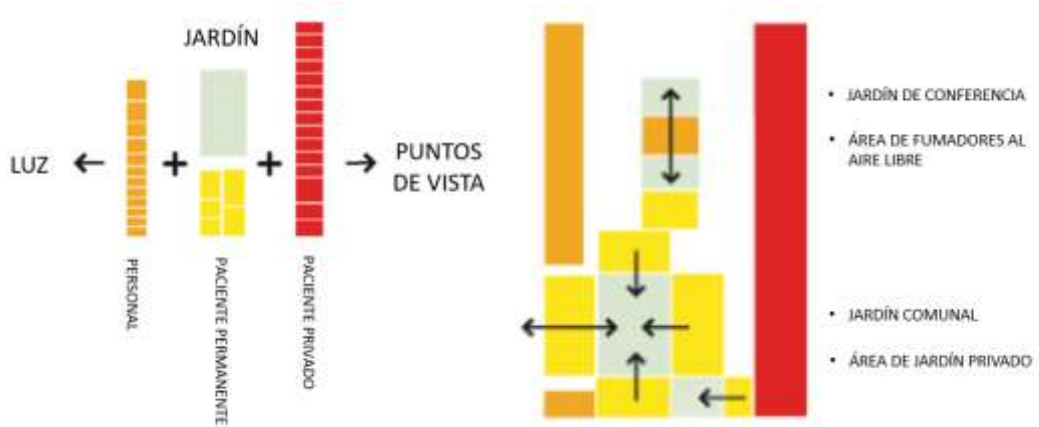 JARDÍN
LUZ
PUNTOS
DE VISTA
PERSONAL
PACIENTE PERMANENTE
PACIENTE PRIVADO
• JARDÍN DE CONFERENCIA
• ÁREA DE FUMADORES AL
AIRE LIBRE
• JARDÍN COMUNAL
• ÁREA DE JARDÍN PRIVADO